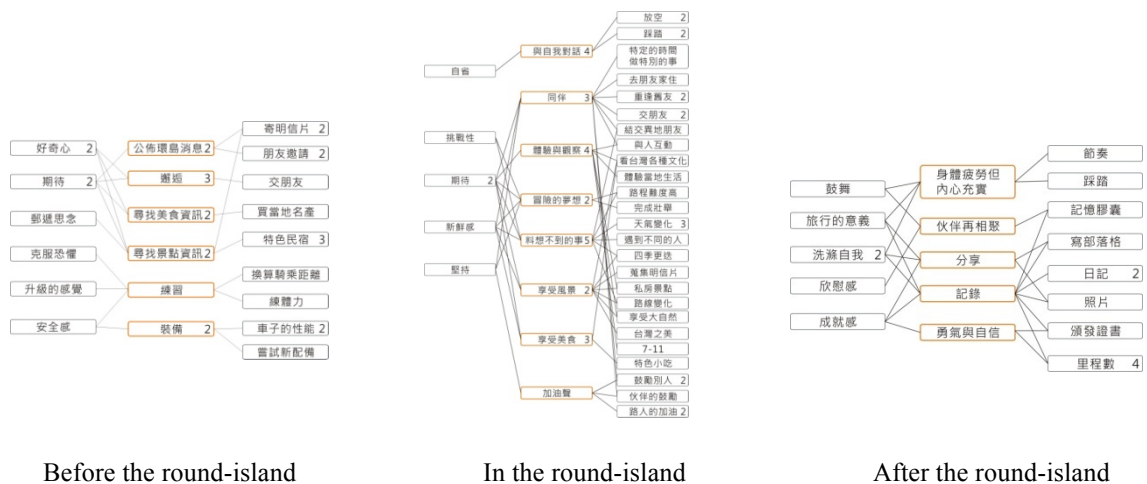 好奇心 2
期待 2
郵遞思念
克服恐懼
升級的感覺
安全感
公佈環島消息 2
邂逅 3
尋找美食資訊 2
尋找景點資訊 2
練習
裝備 2
寄明信片 2
朋友邀請 2
交朋友
買當地名產
特色民宿 3
換算騎乘距離
練體力
車子的性能 2
嘗試新配備
Before the round-island
自省
挑戰性
期待 2
新鮮感
堅持
與自我對話 4
同伴 3
體驗與觀察 4
冒險的夢想 2
料想不到的事 5
享受風景 2
享受美食 3
加油聲
放空 2
踩踏
特定的時間
做特別的事
去朋友家住
重逢舊友 2
交朋友 2
結交異地朋友
與人互動
看台灣各種文化
體驗當地生活
路程難度高
完成壯舉
天氣變化 3
遇到不同的人
四季更迭
蒐集明信片
私房景點
路線變化
享受大自然
台灣之美
7-11
特色小吃
鼓勵別人 2
伙伴的鼓勵
路人的加油 2
In the round-island
鼓舞
旅行的意義
洗滌自我 2
欣慰感
成就感
身體疲勞但
內心充實
伙伴再相聚
分享
記錄
勇氣與自信
節奏
踩踏
記憶膠囊
寫部落格
日記 2
照片
頒發證書
里程數 4
After the round-island